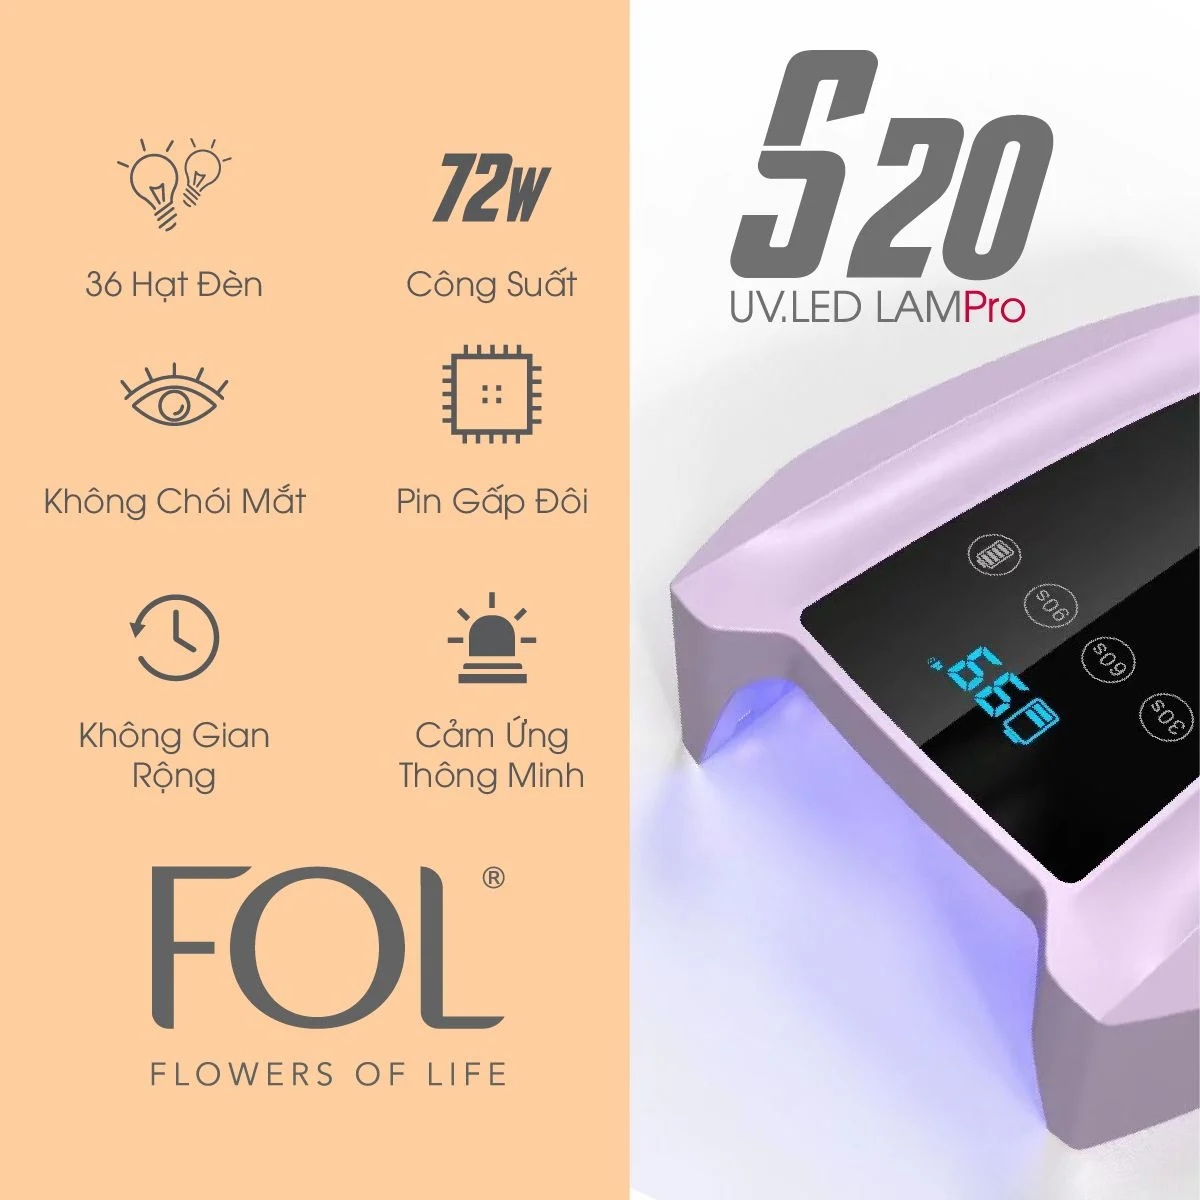 36 Hạt Đèn
72W
Công Suất
Không Chói Mắt
Pin Gấp Đôi
Không Gian
Rộng
Cảm Ứng
Thông Minh
FOL®
FLOWERS OF LIFE
S20
UV.LED LAMPro
90s
60s
30s
99